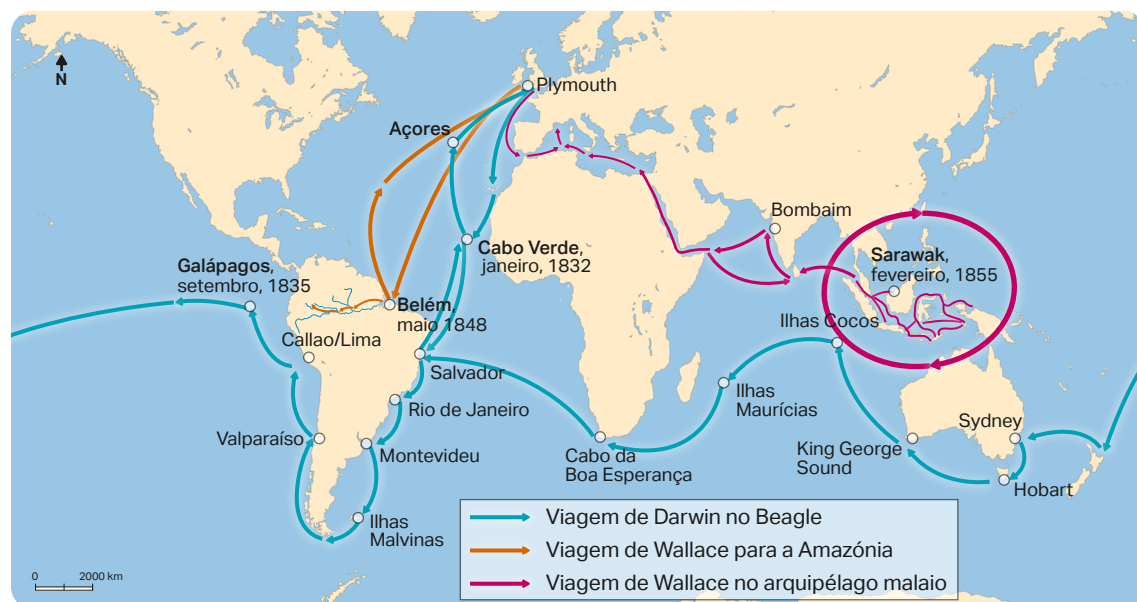 N
Plymouth
Açores
Bombaim
Cabo Verde,
janeiro, 1832
Sarawak,
fevereiro, 1855
Galápagos,
setembro, 1835
Belém,
maio 1848
Ilhas Cocos
Callao/Lima
Salvador
Ilhas
Maurícias
Rio de Janeiro
Valparaíso
Montevideu
Cabo da
Boa Esperança
King George
Sound
Sydney
Hobart
Ilhas
Malvinas
Viagem de Darwin no Beagle
Viagem de Wallace para a Amazónia
Viagem de Wallace no arquipélago malaio
0 2000 km